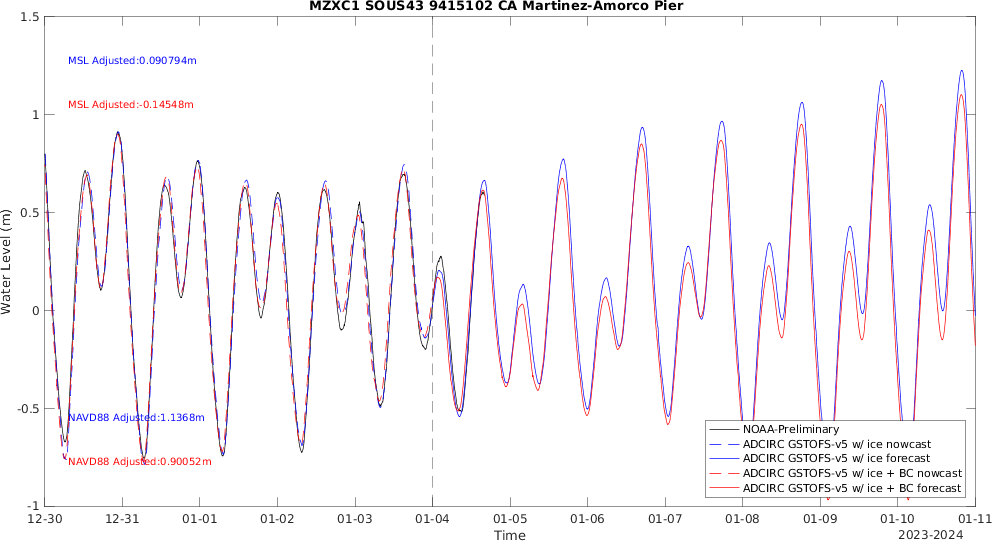 MZXC1 SOUS43 9415102 CA Martinez-Amorco Pier
1.5
MSL Adjusted:0.090794m
MSL Adjusted:-0.14548m
1
0.5
Water Level (m)
0
-0.5
NAVD88 Adjusted:1.1368m
NAVD88 Adjusted:0.90052m
-1
NOAA-Preliminary
ADCIRC GSTOFS-v5 w/ ice nowcast
ADCIRC GSTOFS-v5 w/ ice forecast
ADCIRC GSTOFS-v5 w/ ice + BC nowcast
ADCIRC GSTOFS-v5 w/ ice + BC forecast
12-30 12-31 01-01 01-02 01-03 01-04 01-05 01-06 01-07 01-08 01-09 01-10 01-11
Time
2023-2024